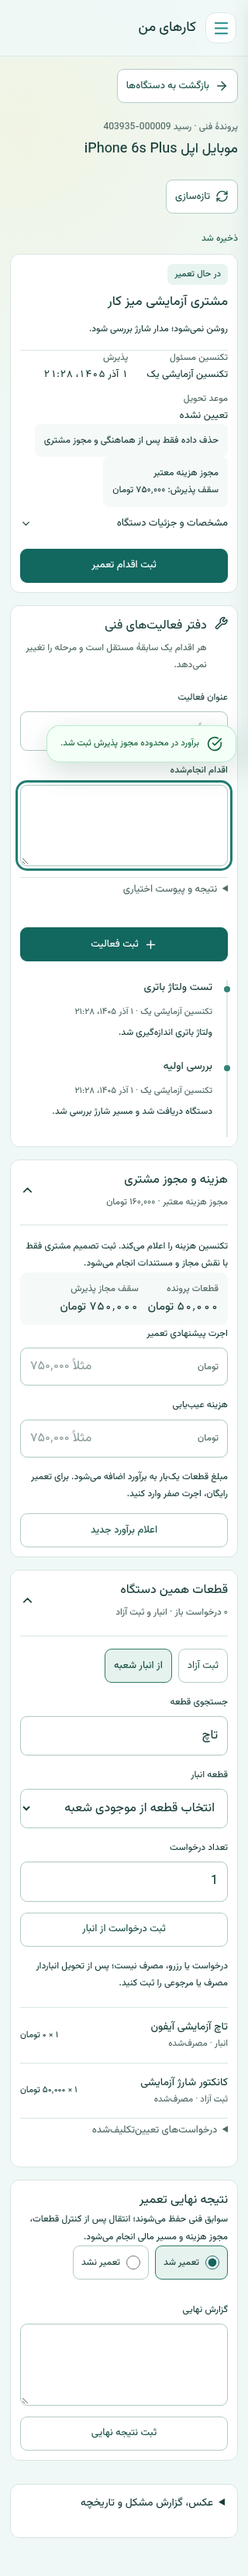 کارهای من
بازگشت به دستگاه‌ها
پروندهٔ فنی · رسید 000009-403935
موبایل اپل iPhone 6s Plus
تازه‌سازی
ذخیره شد
در حال تعمیر
مشتری آزمایشی میز کار
روشن نمی‌شود؛ مدار شارژ بررسی شود.
تکنسین مسئول
تکنسین آزمایشی یک
پذیرش
۱ آذر ۱۴۰۵، ۲۱:۲۸
موعد تحویل
تعیین نشده
حذف داده فقط پس از هماهنگی و مجوز مشتری
مجوز هزینه معتبر
سقف پذیرش: ۷۵۰٬۰۰۰ تومان
مشخصات و جزئیات دستگاه
ثبت اقدام تعمیر
دفتر فعالیت‌های فنی
هر اقدام یک سابقهٔ مستقل است و مرحله را تغییر
نمی‌دهد.
عنوان فعالیت
برآورد در محدوده مجوز پذیرش ثبت شد.
اقدام انجام‌شده
نتیجه و پیوست اختیاری
ثبت فعالیت
تست ولتاژ باتری
تکنسین آزمایشی یک · ۱ آذر ۱۴۰۵، ۲۱:۲۸
ولتاژ باتری اندازه‌گیری شد.
بررسی اولیه
تکنسین آزمایشی یک · ۱ آذر ۱۴۰۵، ۲۱:۲۸
دستگاه دریافت شد و مسیر شارژ بررسی شد.
هزینه و مجوز مشتری
مجوز هزینه معتبر · ۱۶۰٬۰۰۰ تومان
تکنسین هزینه را اعلام می‌کند. ثبت تصمیم مشتری فقط
با نقش مجاز و مستندات انجام می‌شود.
قطعات پرونده
۵۰٬۰۰۰ تومان
سقف مجاز پذیرش
۷۵۰٬۰۰۰ تومان
اجرت پیشنهادی تعمیر
مثلاً ۷۵۰٬۰۰۰
تومان
هزینه عیب‌یابی
مثلاً ۷۵۰٬۰۰۰
تومان
مبلغ قطعات یک‌بار به برآورد اضافه می‌شود. برای تعمیر
رایگان، اجرت صفر وارد کنید.
اعلام برآورد جدید
قطعات همین دستگاه
۰ درخواست باز · انبار و ثبت آزاد
ثبت آزاد
از انبار شعبه
جستجوی قطعه
تاچ
قطعه انبار
انتخاب قطعه از موجودی شعبه
تعداد درخواست
1
ثبت درخواست از انبار
درخواست یا رزرو، مصرف نیست؛ پس از تحویل انباردار
مصرف یا مرجوعی را ثبت کنید.
تاچ آزمایشی آیفون
انبار · مصرف‌شده
۱ × ۰ تومان
کانکتور شارژ آزمایشی
ثبت آزاد · مصرف‌شده
۱ × ۵۰٬۰۰۰ تومان
درخواست‌های تعیین‌تکلیف‌شده
نتیجه نهایی تعمیر
سوابق فنی حفظ می‌شوند؛ انتقال پس از کنترل قطعات،
مجوز هزینه و مسیر مالی انجام می‌شود.
تعمیر شد
تعمیر نشد
گزارش نهایی
ثبت نتیجه نهایی
عکس، گزارش مشکل و تاریخچه